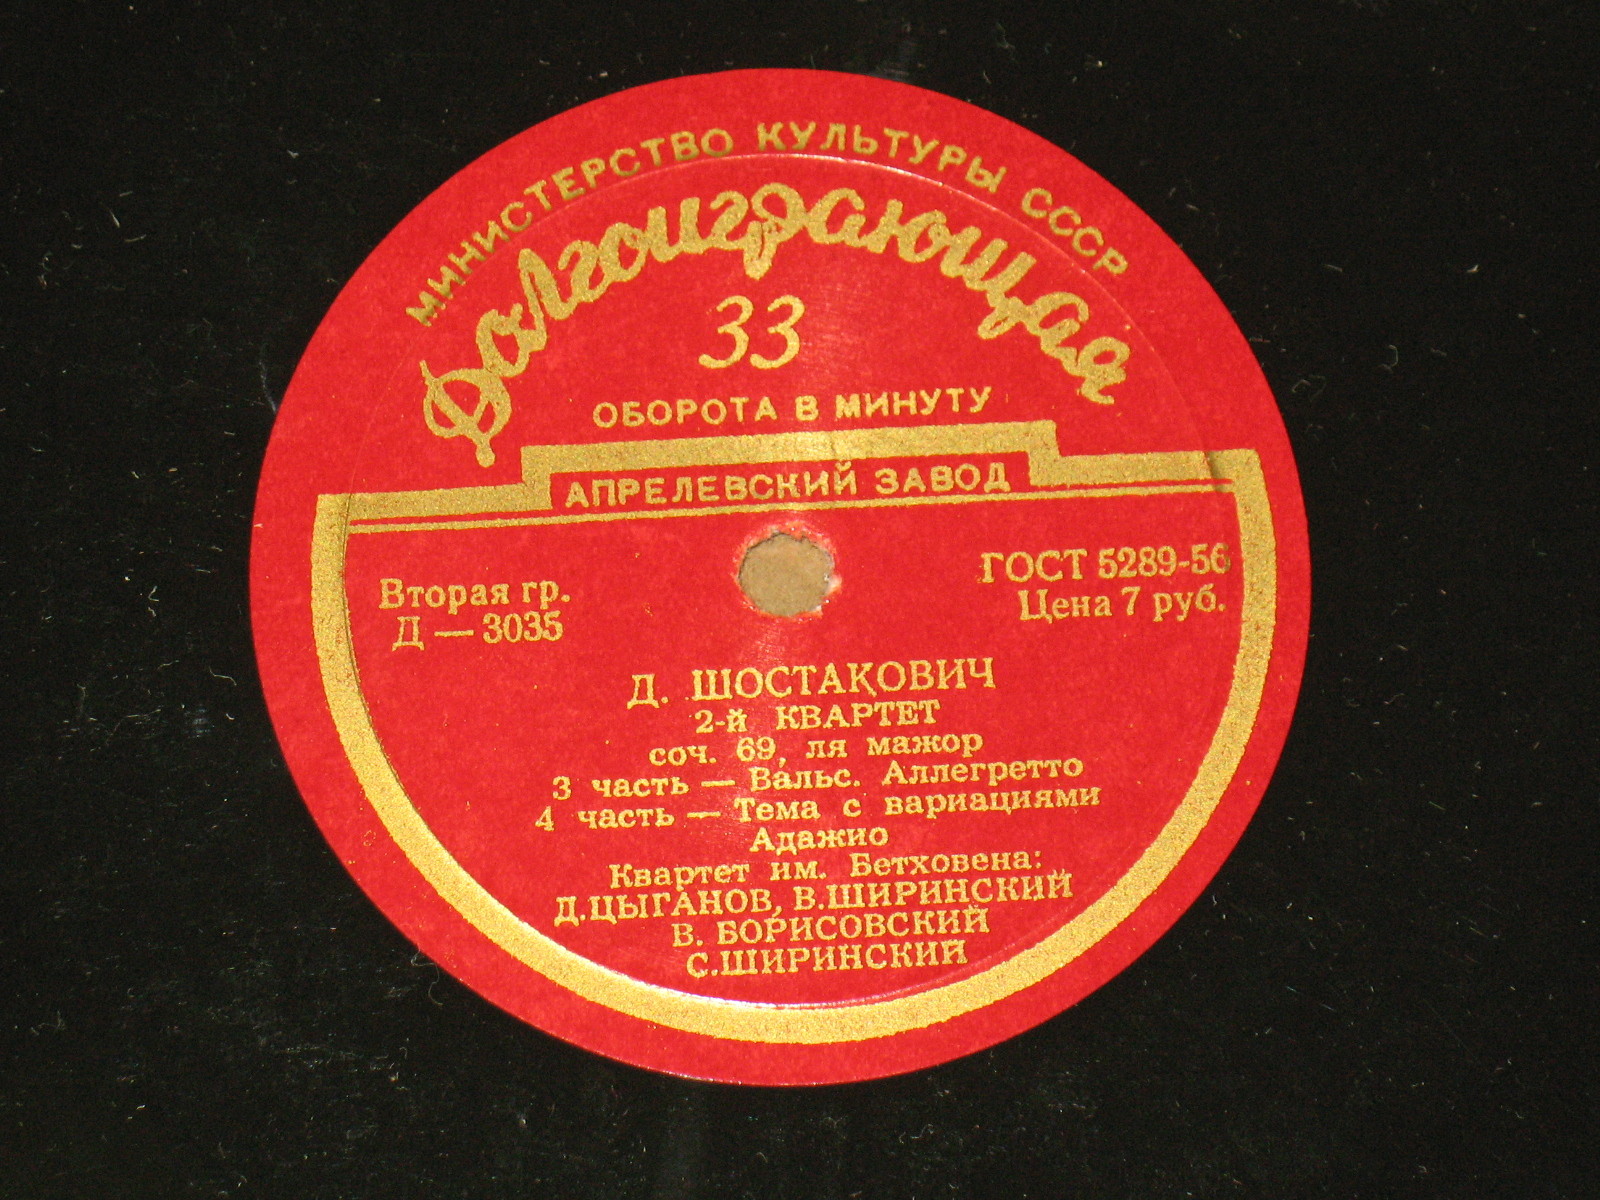 МИНИСТЕРСТВО КУЛЬТУРЫ СССР
Долгоиграющая
33
ОБОРОТА В МИНУТУ
АПРЕЛЕВСКИЙ ЗАВОД
Вторая гр.
Д — 3035
ГОСТ 5289-56
Цена 7 руб.
Д. ШОСТАКОВИЧ
2-й КВАРТЕТ
соч. 69, ля мажор
3 часть — Вальс. Аллегретто
4 часть — Тема с вариациями
Адажио
Квартет им. Бетховена:
Д.ЦЫГАНОВ, В.ШИРИНСКИЙ
В. БОРИСОВСКИЙ
С.ШИРИНСКИЙ